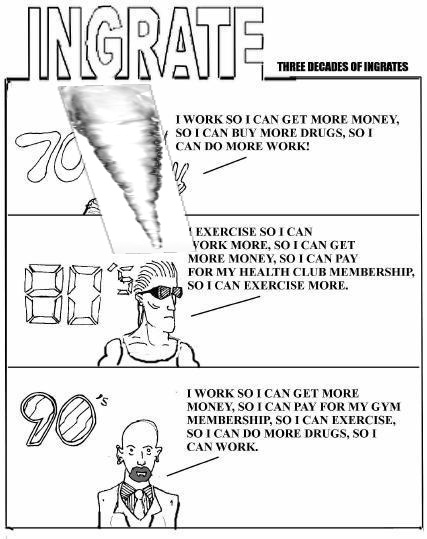 INGRATE
THREE DECADES OF INGRATES
70
I WORK SO I CAN GET MORE MONEY,
SO I CAN BUY MORE DRUGS, SO I
CAN DO MORE WORK!
80's
I EXERCISE SO I CAN
WORK MORE, SO I CAN GET
MORE MONEY, SO I CAN PAY
FOR MY HEALTH CLUB MEMBERSHIP,
SO I CAN EXERCISE MORE.
90's
I WORK SO I CAN GET MORE
MONEY, SO I CAN PAY FOR MY GYM
MEMBERSHIP, SO I CAN EXERCISE,
SO I CAN DO MORE DRUGS, SO I
CAN WORK.